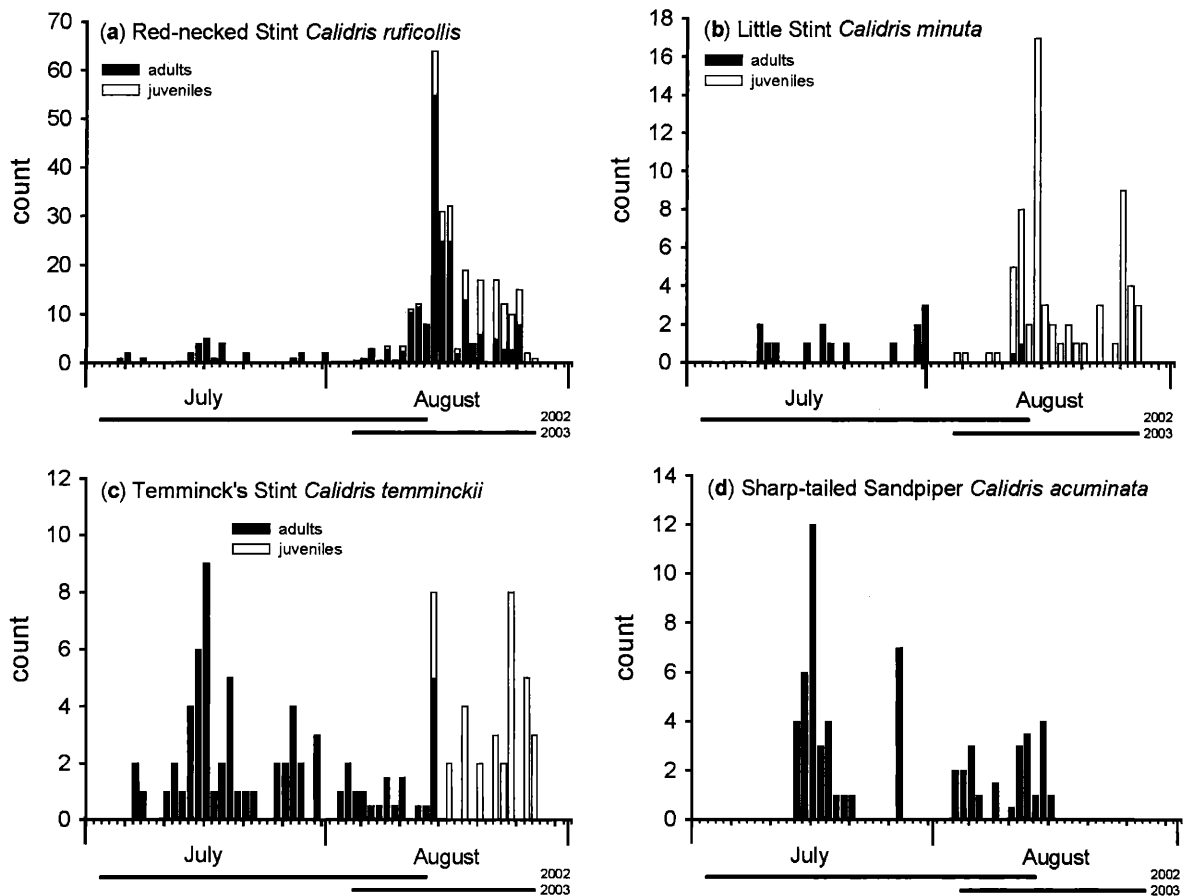 (a) Red-necked Stint Calidris ruficollis
adults
juveniles
count
70
60
50
40
30
20
10
0
July
August
2002
2003
(b) Little Stint Calidris minuta
adults
juveniles
count
18
16
14
12
10
8
6
4
2
0
July
August
2002
2003
(c) Temminck's Stint Calidris temminckii
adults
juveniles
count
12
10
8
6
4
2
0
July
August
2002
2003
(d) Sharp-tailed Sandpiper Calidris acuminata
count
14
12
10
8
6
4
2
0
July
August
2002
2003